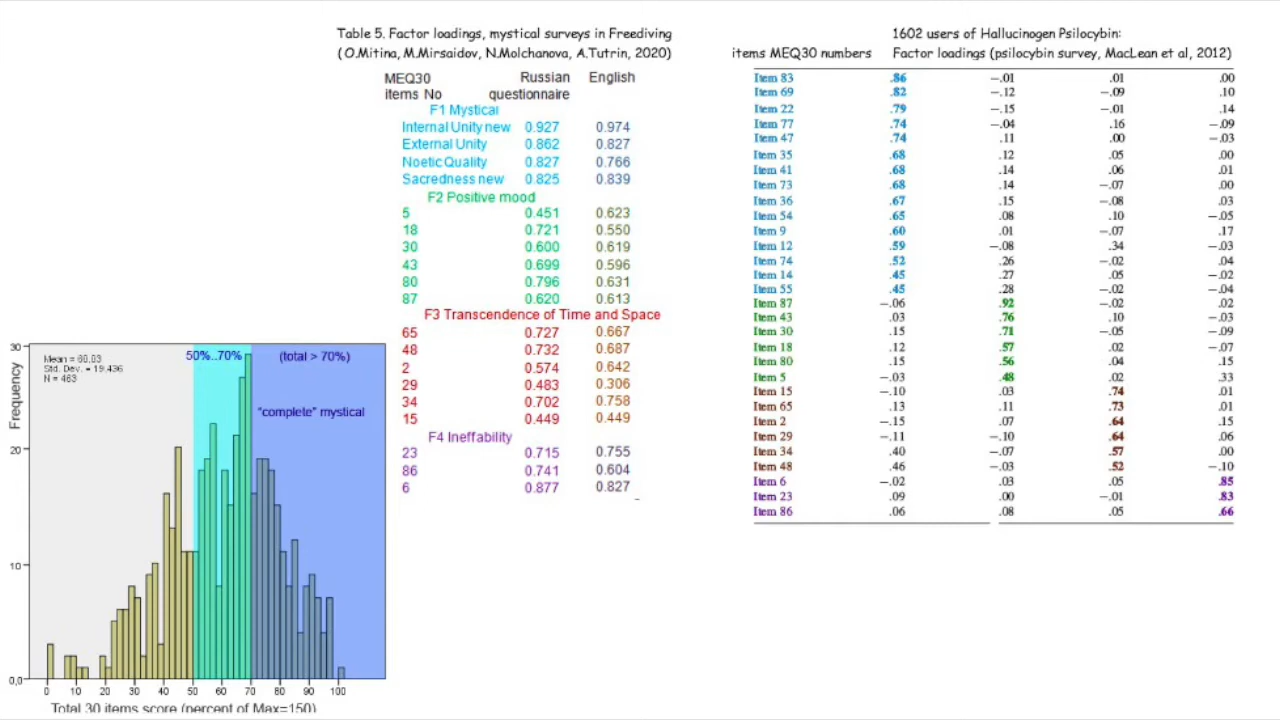 Table 5. Factor loadings, mystical surveys in Freediving
( O.Mitina, M.Mirsaidov, N.Molchanova, A.Tutrin, 2020)
MEQ30 Russian English
items No questionnaire
F1 Mystical
Internal Unity new 0.927 0.974
External Unity 0.862 0.827
Noetic Quality 0.827 0.766
Sacredness new 0.825 0.839
F2 Positive mood
5 0.451 0.623
18 0.721 0.550
30 0.600 0.619
43 0.699 0.596
80 0.796 0.631
87 0.620 0.613
F3 Transcendence of Time and Space
65 0.727 0.667
48 0.732 0.687
2 0.574 0.642
29 0.483 0.306
34 0.702 0.758
15 0.449 0.449
F4 Ineffability
23 0.715 0.755
86 0.741 0.604
6 0.877 0.827
1602 users of Hallucinogen Psilocybin:
items MEQ30 numbers Factor loadings (psilocybin survey, MacLean et al, 2012)
Item 83 .86 −.01 .01 .00
Item 69 .82 −.12 −.09 .10
Item 22 .79 −.15 −.01 .14
Item 77 .74 −.04 .16 −.09
Item 47 .74 .11 .00 −.03
Item 35 .68 .12 .05 .00
Item 41 .68 .14 .06 .01
Item 73 .68 .14 −.07 .00
Item 36 .67 .15 −.08 .03
Item 54 .65 .08 .10 −.05
Item 9 .60 .01 −.07 .17
Item 12 .59 −.08 .34 −.03
Item 74 .52 .26 −.02 .04
Item 14 .45 .27 .05 −.02
Item 55 .45 .28 −.02 −.04
Item 87 −.06 .92 −.02 .02
Item 43 .03 .76 .10 −.03
Item 30 .15 .71 −.05 −.09
Item 18 .12 .57 .02 −.07
Item 80 .15 .56 .04 .15
Item 5 −.03 .48 .02 .33
Item 15 −.10 .03 .74 .01
Item 65 .13 .11 .73 .01
Item 2 −.15 .07 .64 .15
Item 29 −.11 −.10 .64 .06
Item 34 .40 −.07 .57 .00
Item 48 .46 −.03 .52 −.10
Item 6 −.02 .03 .05 .85
Item 23 .09 .00 −.01 .83
Item 86 .06 .08 .05 .66
Std. Dev. = 19,436
N = 463
50%..70% (total > 70%)
"complete" mystical
Frequency
30
20
10
0,0
0 10 20 30 40 50 60 70 80 90 100
Total 30 items score (percent of Max=150)